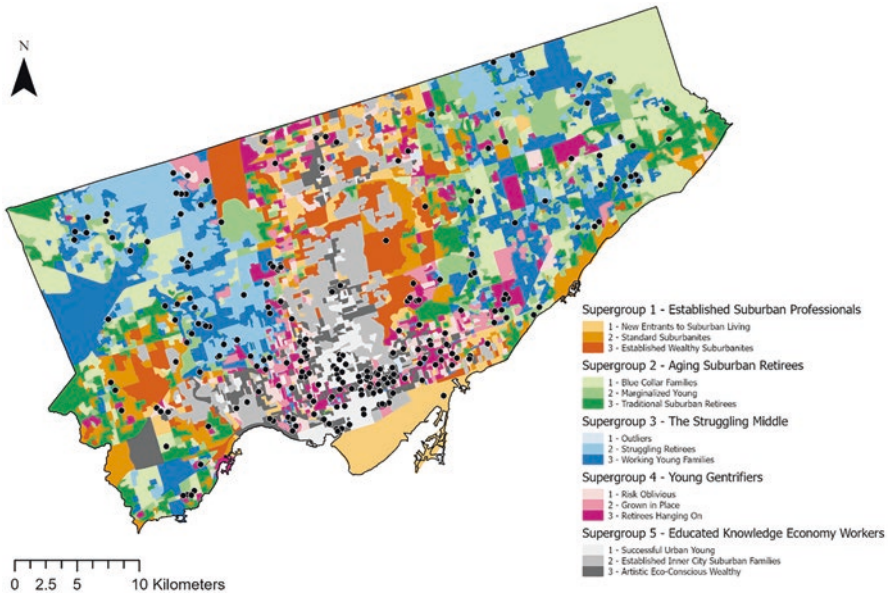 N
Supergroup 1 - Established Suburban Professionals
1 - New Entrants to Suburban Living
2 - Standard Suburbanites
3 - Established Wealthy Suburbanites
Supergroup 2 - Aging Suburban Retirees
1 - Blue Collar Families
2 - Marginalized Young
3 - Traditional Suburban Retirees
Supergroup 3 - The Struggling Middle
1 - Outliers
2 - Struggling Retirees
3 - Working Young Families
Supergroup 4 - Young Gentrifiers
1 - Risk Oblivious
2 - Grown in Place
3 - Retirees Hanging On
Supergroup 5 - Educated Knowledge Economy Workers
1 - Successful Urban Young
2 - Established Inner City Suburban Families
3 - Artistic Eco-Conscious Wealthy
0 2.5 5 10 Kilometers